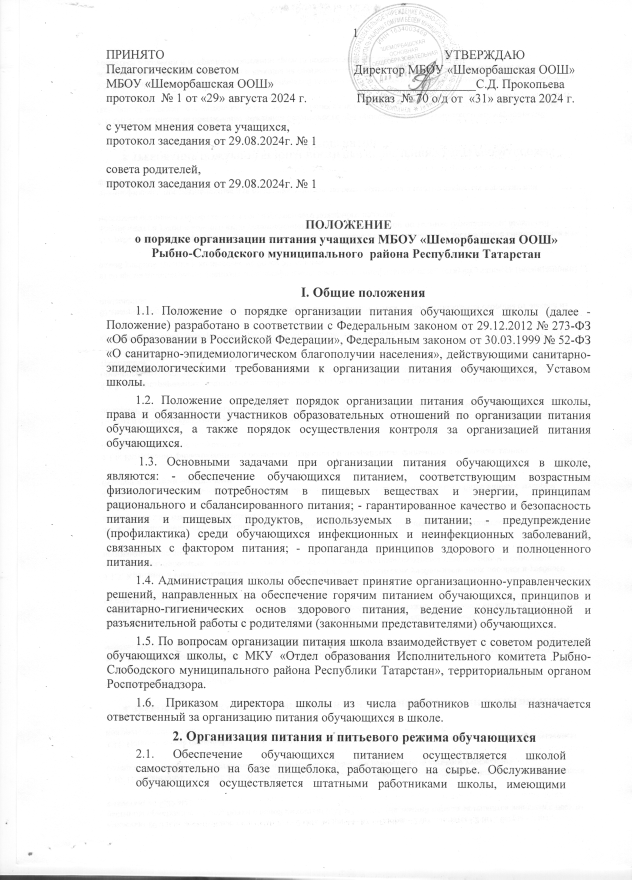 1
ПРИНЯТО УТВЕРЖДАЮ
Педагогическим советом Директор МБОУ «Шеморбашская ООШ»
МБОУ «Шеморбашская ООШ» ____________________С.Д. Прокопьева
протокол № 1 от «29» августа 2024 г. Приказ № 70 о/д от «31» августа 2024 г.
с учетом мнения совета учащихся,
протокол заседания от 29.08.2024г. № 1
совета родителей,
протокол заседания от 29.08.2024г. № 1
ПОЛОЖЕНИЕ
о порядке организации питания учащихся МБОУ «Шеморбашская ООШ»
Рыбно-Слободского муниципального района Республики Татарстан
I. Общие положения
1.1. Положение о порядке организации питания обучающихся школы (далее -
Положение) разработано в соответствии с Федеральным законом от 29.12.2012 № 273-ФЗ
«Об образовании в Российской Федерации», Федеральным законом от 30.03.1999 № 52-ФЗ
«О санитарно-эпидемиологическом благополучии населения», действующими санитарно-
эпидемиологическими требованиями к организации питания обучающихся, Уставом
школы.
1.2. Положение определяет порядок организации питания обучающихся школы,
права и обязанности участников образовательных отношений по организации питания
обучающихся, а также порядок осуществления контроля за организацией питания
обучающихся.
1.3. Основными задачами при организации питания обучающихся в школе,
являются: - обеспечение обучающихся питанием, соответствующим возрастным
физиологическим потребностям в пищевых веществах и энергии, принципам
рационального и сбалансированного питания; - гарантированное качество и безопасность
питания и пищевых продуктов, используемых в питании; - предупреждение
(профилактика) среди обучающихся инфекционных и неинфекционных заболеваний,
связанных с фактором питания; - пропаганда принципов здорового и полноценного
питания.
1.4. Администрация школы обеспечивает принятие организационно-управленческих
решений, направленных на обеспечение горячим питанием обучающихся, принципов и
санитарно-гигиенических основ здорового питания, ведение консультационной и
разъяснительной работы с родителями (законными представителями) обучающихся.
1.5. По вопросам организации питания школа взаимодействует с советом родителей
обучающихся школы, с МКУ «Отдел образования Исполнительного комитета Рыбно-
Слободского муниципального района Республики Татарстан», территориальным органом
Роспотребнадзора.
1.6. Приказом директора школы из числа работников школы назначается
ответственный за организацию питания обучающихся в школе.
2. Организация питания и питьевого режима обучающихся
2.1. Обеспечение обучающихся питанием осуществляется школой
самостоятельно на базе пищеблока, работающего на сырье. Обслуживание
обучающихся осуществляется штатными работниками школы, имеющими